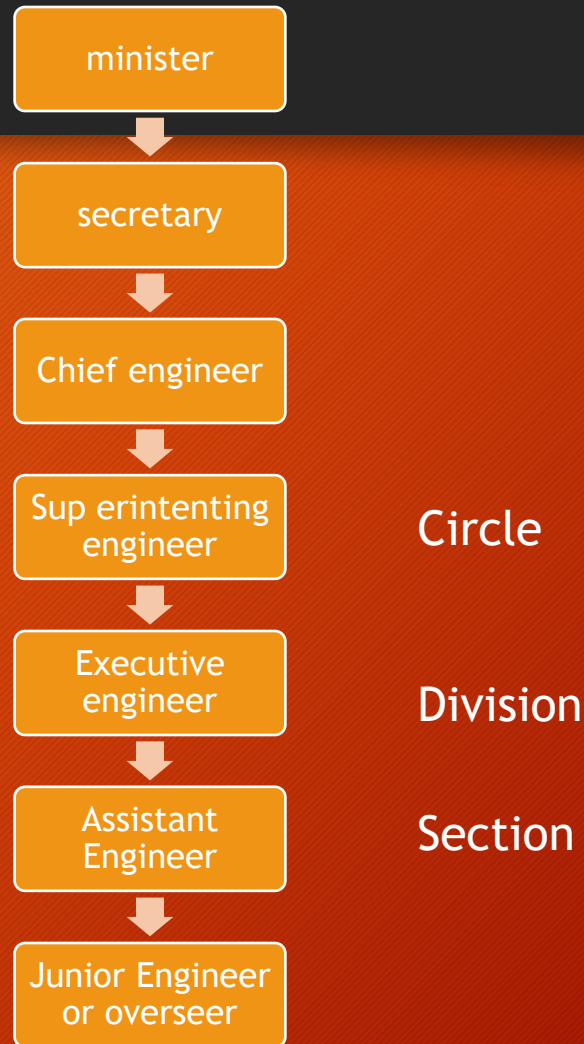 minister
secretary
Chief engineer
Sup erintenting
engineer
Circle
Executive
engineer
Division
Assistant
Engineer
Section
Junior Engineer
or overseer